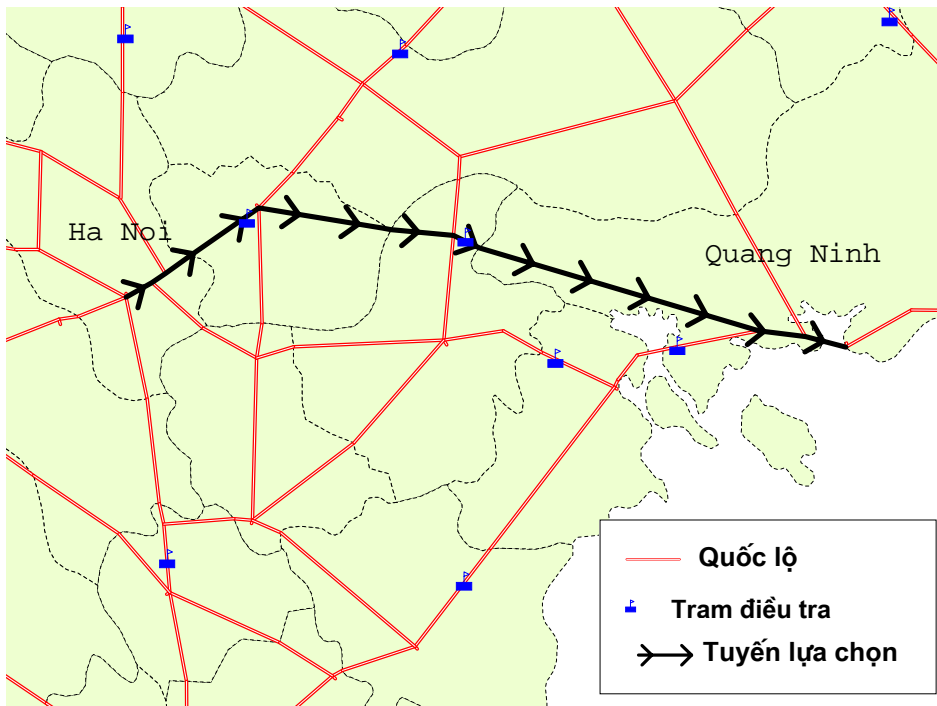 Ha Noi
Quang Ninh
Quốc lộ
Tram điều tra
Tuyến lựa chọn